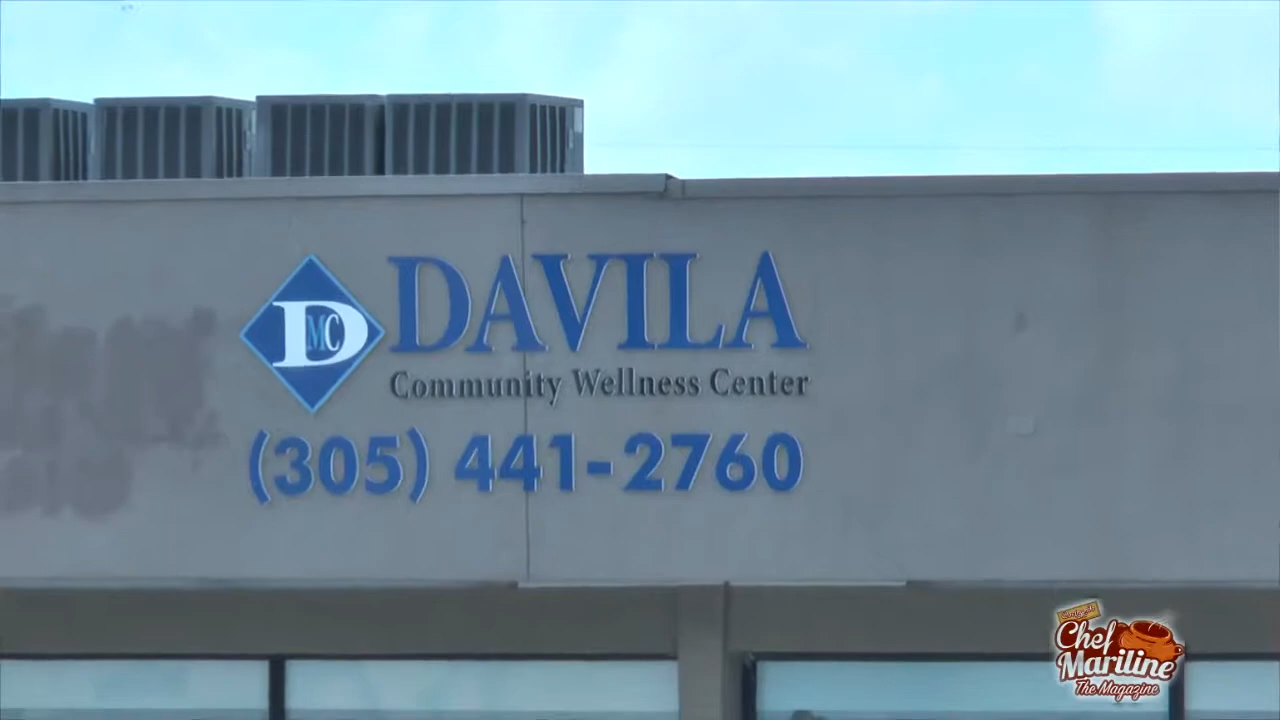 DAVILA
DMC
Community Wellness Center
(305) 441-2760
Chef
Mariline
The Magazine